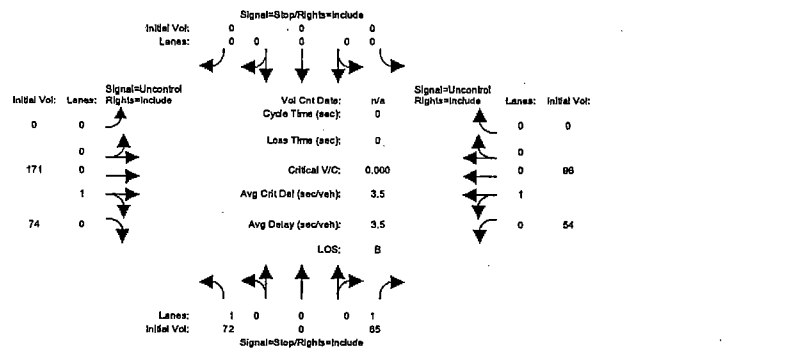 Signal=Stop/Rights=Include
Initial Vol: 0 0 0
Lanes: 0 0 0 0 0
Signal=Uncontrol
Rights=Include
Initial Vol: Lanes:
Vol Cnt Date: n/a
Cycle Time (sec): 0
Signal=Uncontrol
Rights=Include
Lanes: Initial Vol:
0 0
0 0
Loss Time (sec): 0
0
0
171 0
Critical V/C: 0.000
0
1
Avg Crit Del (sec/veh): 3.5
1
74 0
Avg Delay (sec/veh): 3.5
0 54
LOS: B
Lanes: 1 0 0 0 1
Initial Vol: 72 0
Signal=Stop/Rights=Include